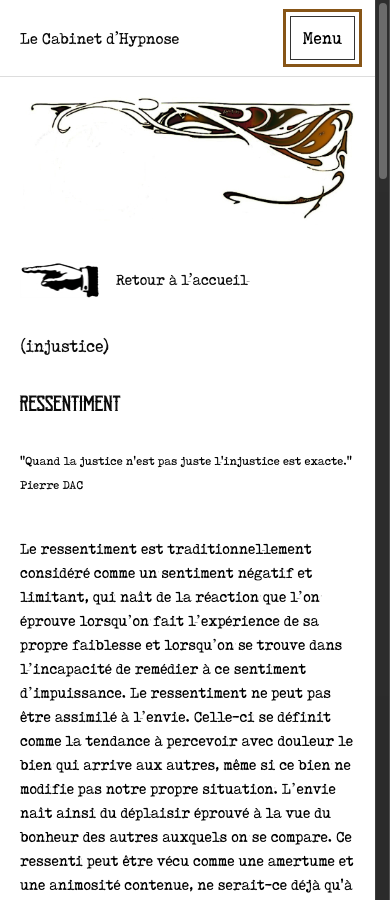 Le Cabinet d'Hypnose
Menu
Retour à l'accueil
(injustice)
RESSENTIMENT
"Quand la justice n'est pas juste l'injustice est exacte."
Pierre DAC
Le ressentiment est traditionnellement
considéré comme un sentiment négatif et
limitant, qui nait de la réaction que l'on
éprouve lorsqu'on fait l'expérience de sa
propre faiblesse et lorsqu'on se trouve dans
l'incapacité de remédier à ce sentiment
d'impuissance. Le ressentiment ne peut pas
être assimilé à l'envie. Celle-ci se définit
comme la tendance à percevoir avec douleur le
bien qui arrive aux autres, même si ce bien ne
modifie pas notre propre situation. L'envie
nait ainsi du déplaisir éprouvé à la vue du
bonheur des autres auxquels on se compare. Ce
ressenti peut être vécu comme une amertume et
une animosité contenue, ne serait-ce déjà qu'à